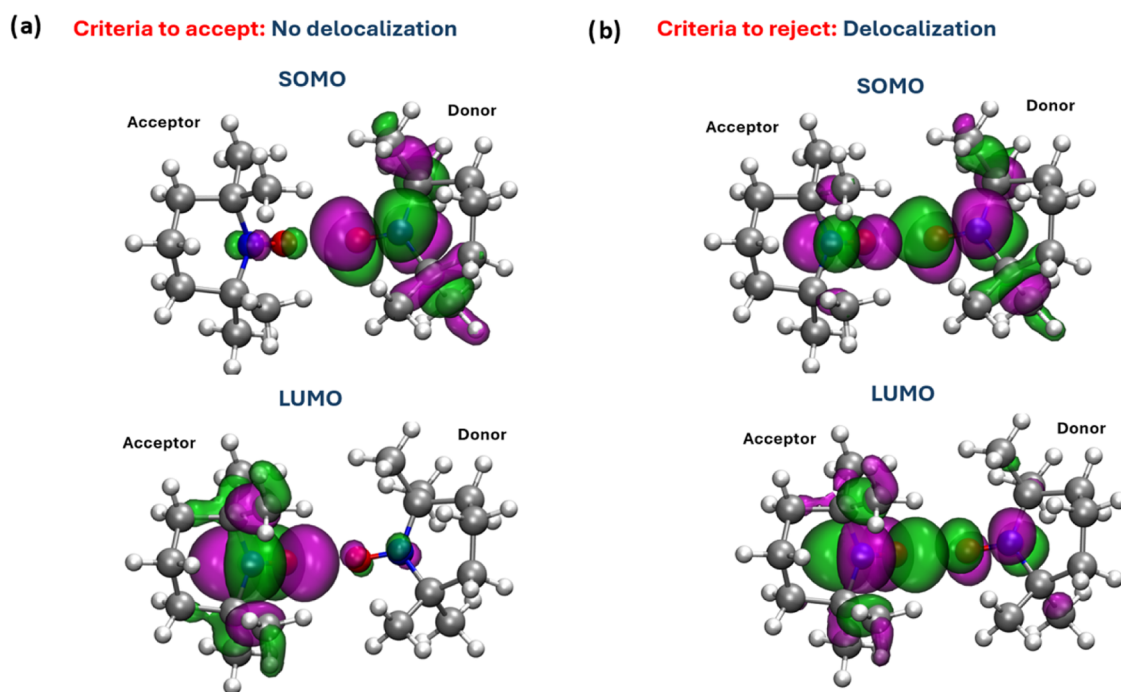 (a) Criteria to accept: No delocalization
SOMO
Acceptor
Donor
LUMO
Acceptor
Donor
(b) Criteria to reject: Delocalization
SOMO
Acceptor
Donor
LUMO
Acceptor
Donor